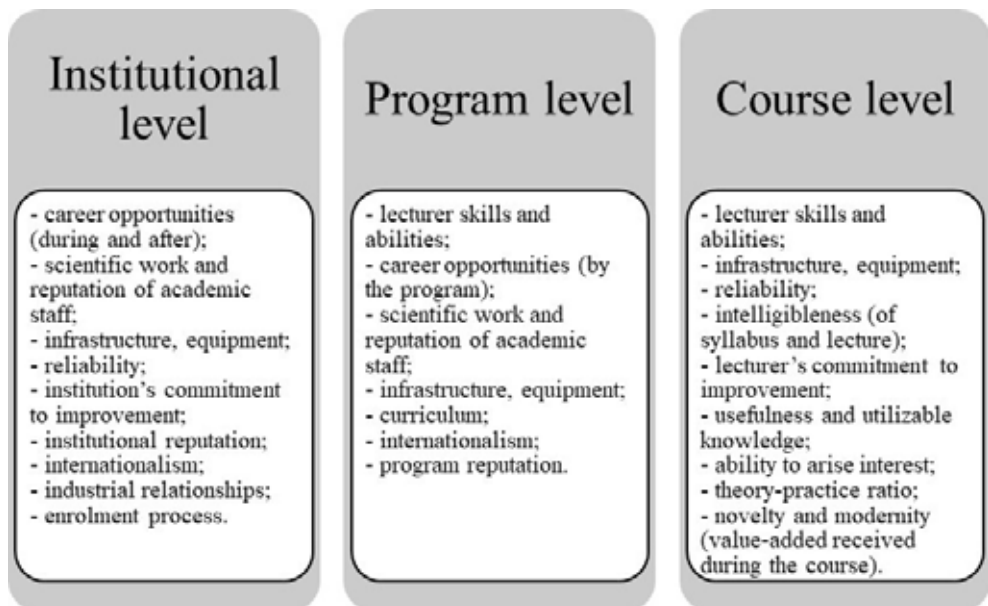 Institutional
level
- career opportunities
(during and after);
- scientific work and
reputation of academic
staff;
- infrastructure, equipment;
- reliability;
- institution's commitment
to improvement;
- institutional reputation;
- internationalism;
- industrial relationships;
- enrolment process.
Program level
- lecturer skills and
abilities;
- career opportunities (by
the program);
- scientific work and
reputation of academic
staff;
- infrastructure, equipment;
- curriculum;
- internationalism;
- program reputation.
Course level
- lecturer skills and
abilities;
- infrastructure, equipment;
- reliability;
- intelligibleness (of
syllabus and lecture);
- lecturer's commitment to
improvement;
- usefulness and utilizable
knowledge;
- ability to arise interest;
- theory-practice ratio;
- novelty and modernity
(value-added received
during the course).